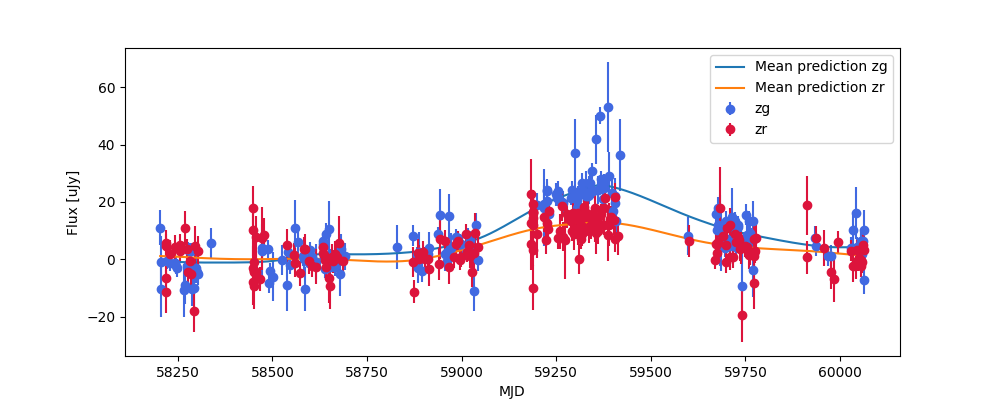 Mean prediction zg
Mean prediction zr
zg
zr
Flux [uJy]
60
40
20
0
−20
58250 58500 58750 59000 59250 59500 59750 60000
MJD